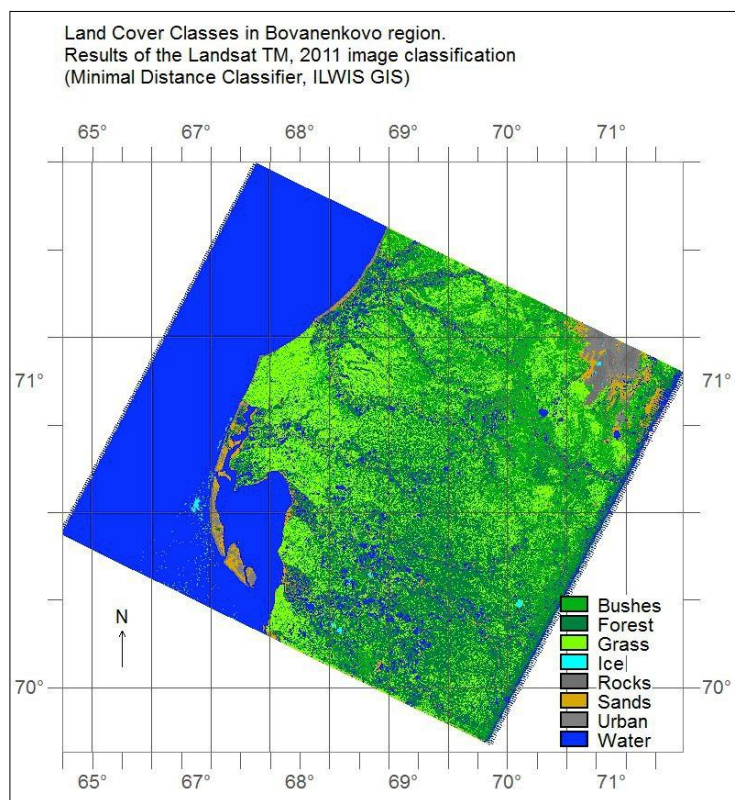 Land Cover Classes in Bovanenkovo region.
Results of the Landsat TM, 2011 image classification
(Minimal Distance Classifier, ILWIS GIS)
65° 67° 68° 69° 70° 71°
71° 71°
N
Bushes
Forest
Grass
Ice
Rocks
Sands
Urban
Water
70° 70°
65° 67° 68° 69° 70° 71°